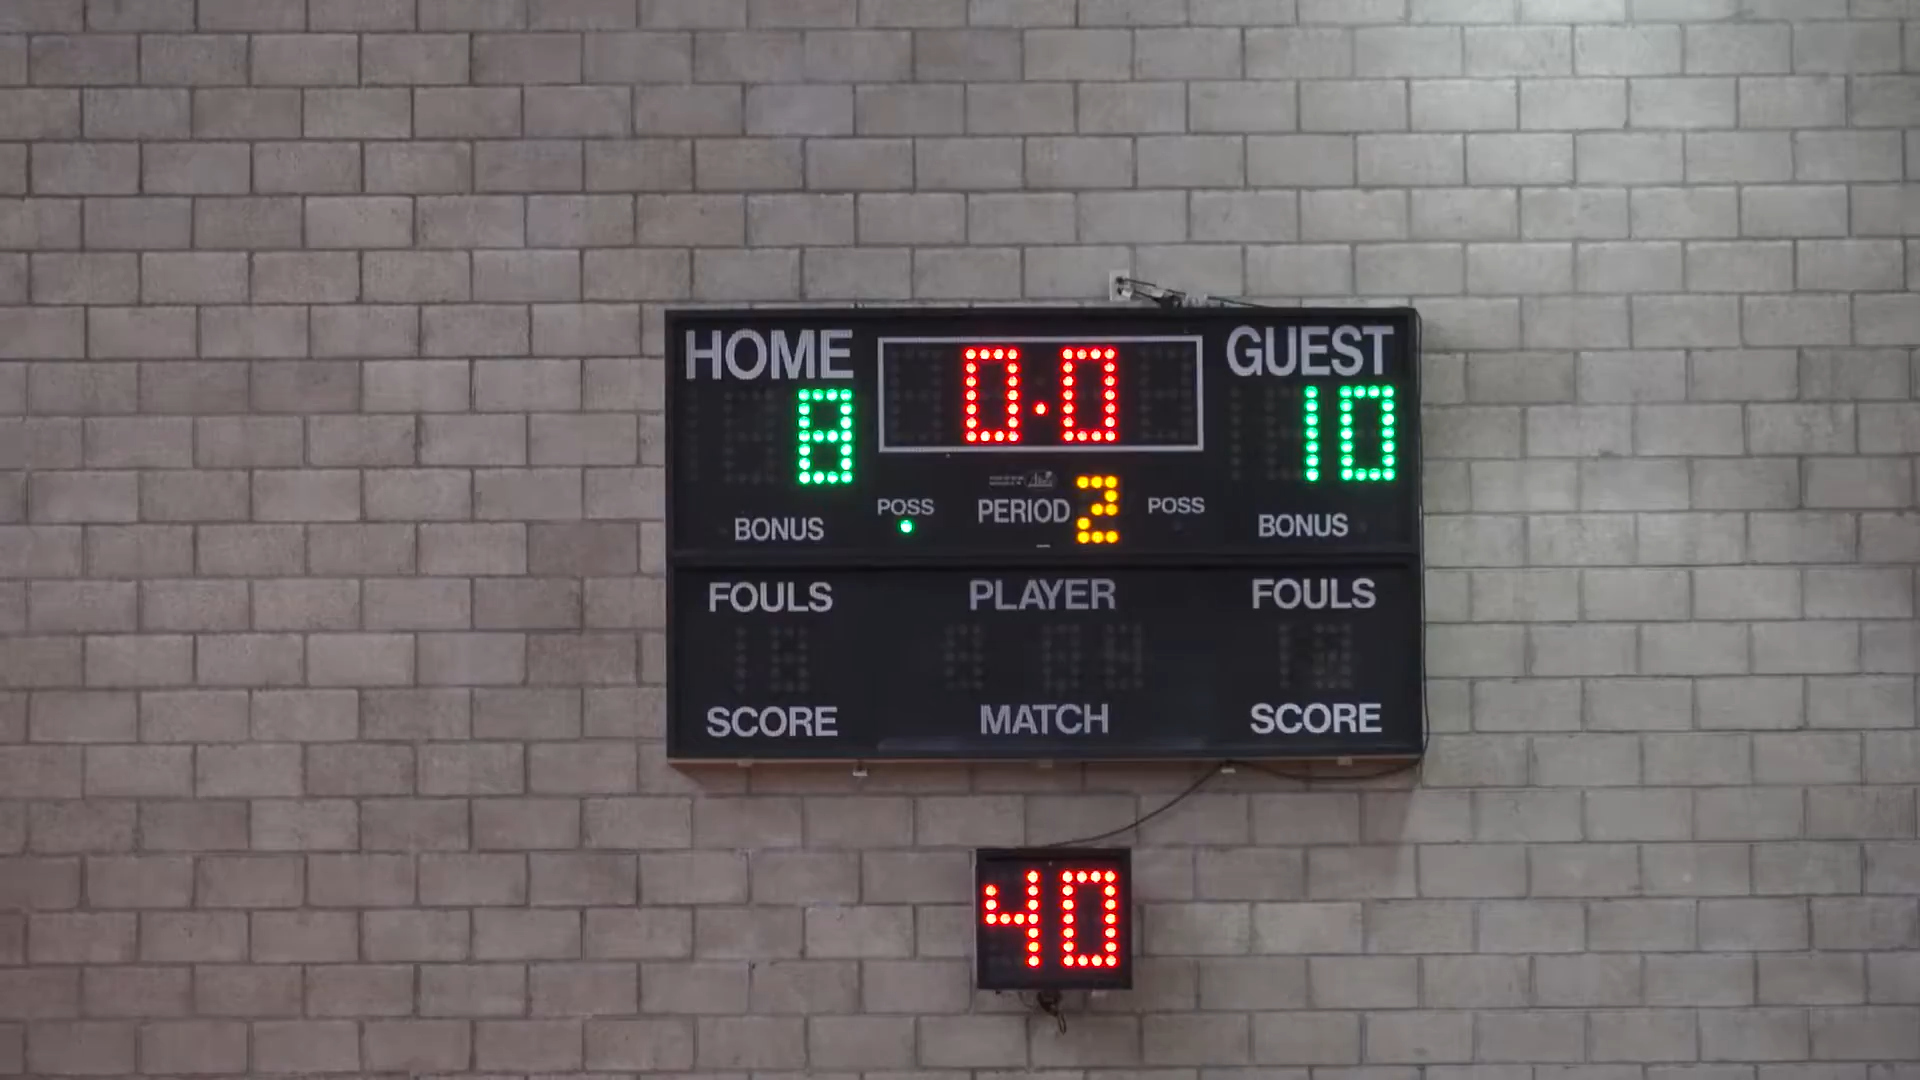 HOME 0.0 GUEST
8 10
POSS PERIOD 2 POSS
BONUS BONUS
FOULS PLAYER FOULS
SCORE MATCH SCORE
40